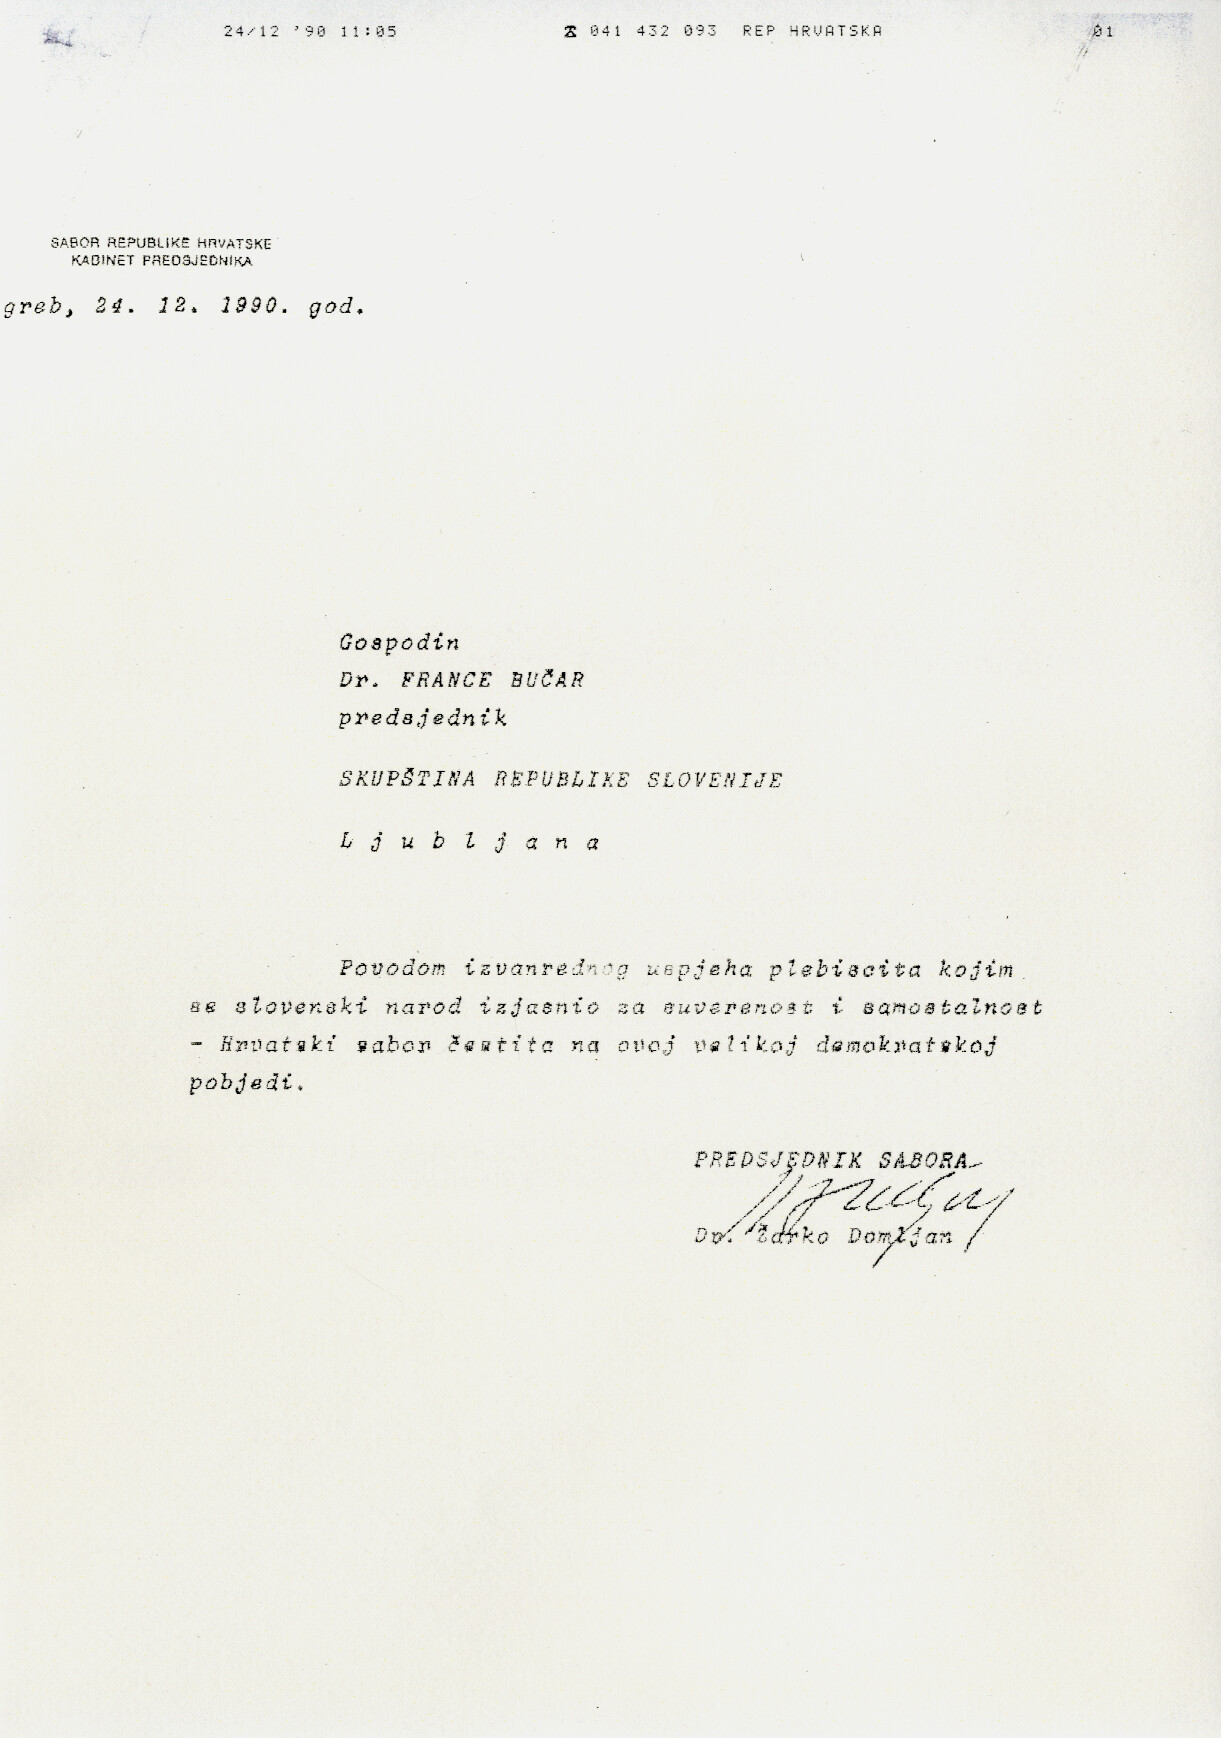 24/12 '90 11:05 ☎ 041 432 093 REP HRVATSKA 01
SABOR REPUBLIKE HRVATSKE
KABINET PREDSJEDNIKA
greb, 24. 12. 1990. god.
Gospodin
Dr. FRANCE BUČAR
predsjednik
SKUPŠTINA REPUBLIKE SLOVENIJE
L j u b l j a n a
Povodom izvanrednog uspjeha plebiscita kojim
se slovenski narod izjasnio za suverenost i samostalnost
- Hrvatski sabor čestita na ovoj velikoj demokratskoj
pobjedi.
PREDSJEDNIK SABORA
Dr. Žarko Domljan